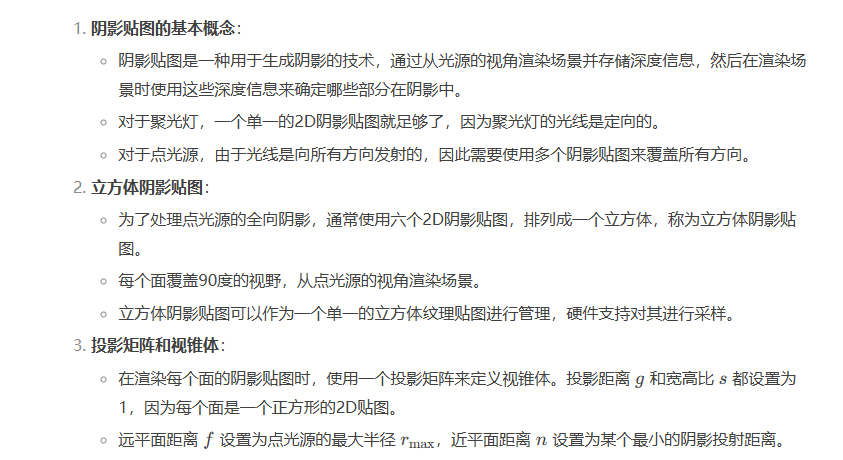 1. 阴影贴图的基本概念：
阴影贴图是一种用于生成阴影的技术，通过从光源的视角渲染场景并存储深度信息，然后在渲染场
景时使用这些深度信息来确定哪些部分在阴影中。
对于聚光灯，一个单一的2D阴影贴图就足够了，因为聚光灯的光线是定向的。
对于点光源，由于光线是向所有方向发射的，因此需要使用多个阴影贴图来覆盖所有方向。
2. 立方体阴影贴图：
为了处理点光源的全向阴影，通常使用六个2D阴影贴图，排列成一个立方体，称为立方体阴影贴
图。
每个面覆盖90度的视野，从点光源的视角渲染场景。
立方体阴影贴图可以作为一个单一的立方体纹理贴图进行管理，硬件支持对其进行采样。
3. 投影矩阵和视锥体：
在渲染每个面的阴影贴图时，使用一个投影矩阵来定义视锥体。投影距离 g 和宽高比 s 都设置为
1，因为每个面是一个正方形的2D贴图。
远平面距离 f 设置为点光源的最大半径 r_max，近平面距离 n 设置为某个最小的阴影投射距离。